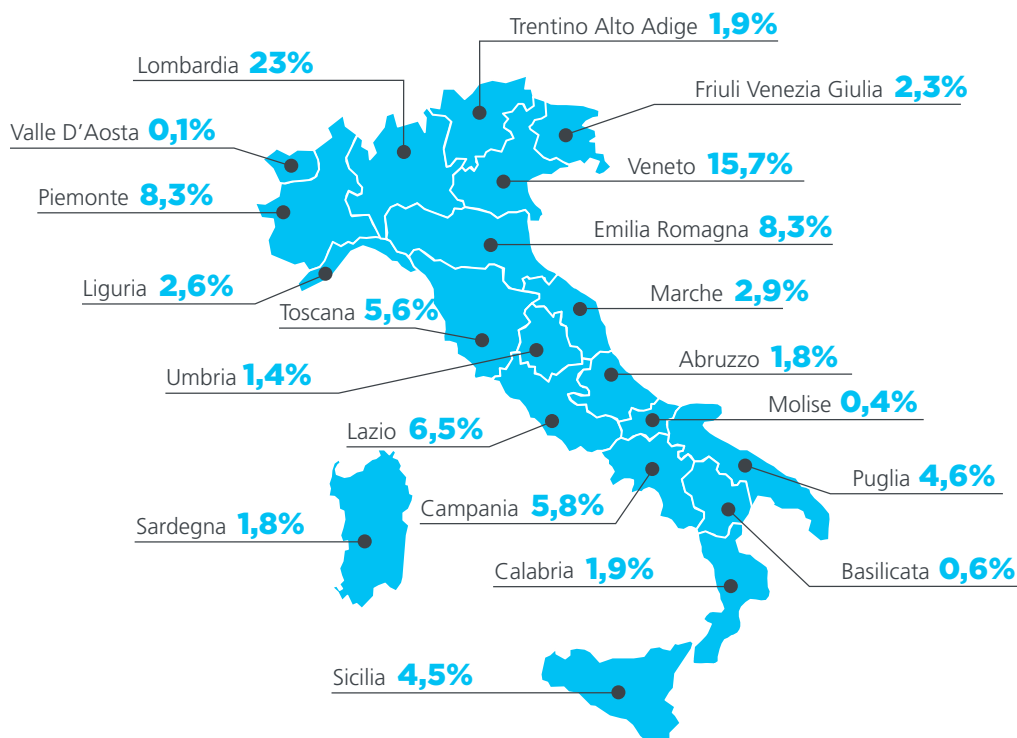 Trentino Alto Adige 1,9%
Lombardia 23%
Friuli Venezia Giulia 2,3%
Valle D'Aosta 0,1%
Veneto 15,7%
Piemonte 8,3%
Emilia Romagna 8,3%
Liguria 2,6%
Marche 2,9%
Toscana 5,6%
Abruzzo 1,8%
Umbria 1,4%
Molise 0,4%
Lazio 6,5%
Puglia 4,6%
Campania 5,8%
Sardegna 1,8%
Calabria 1,9%
Basilicata 0,6%
Sicilia 4,5%